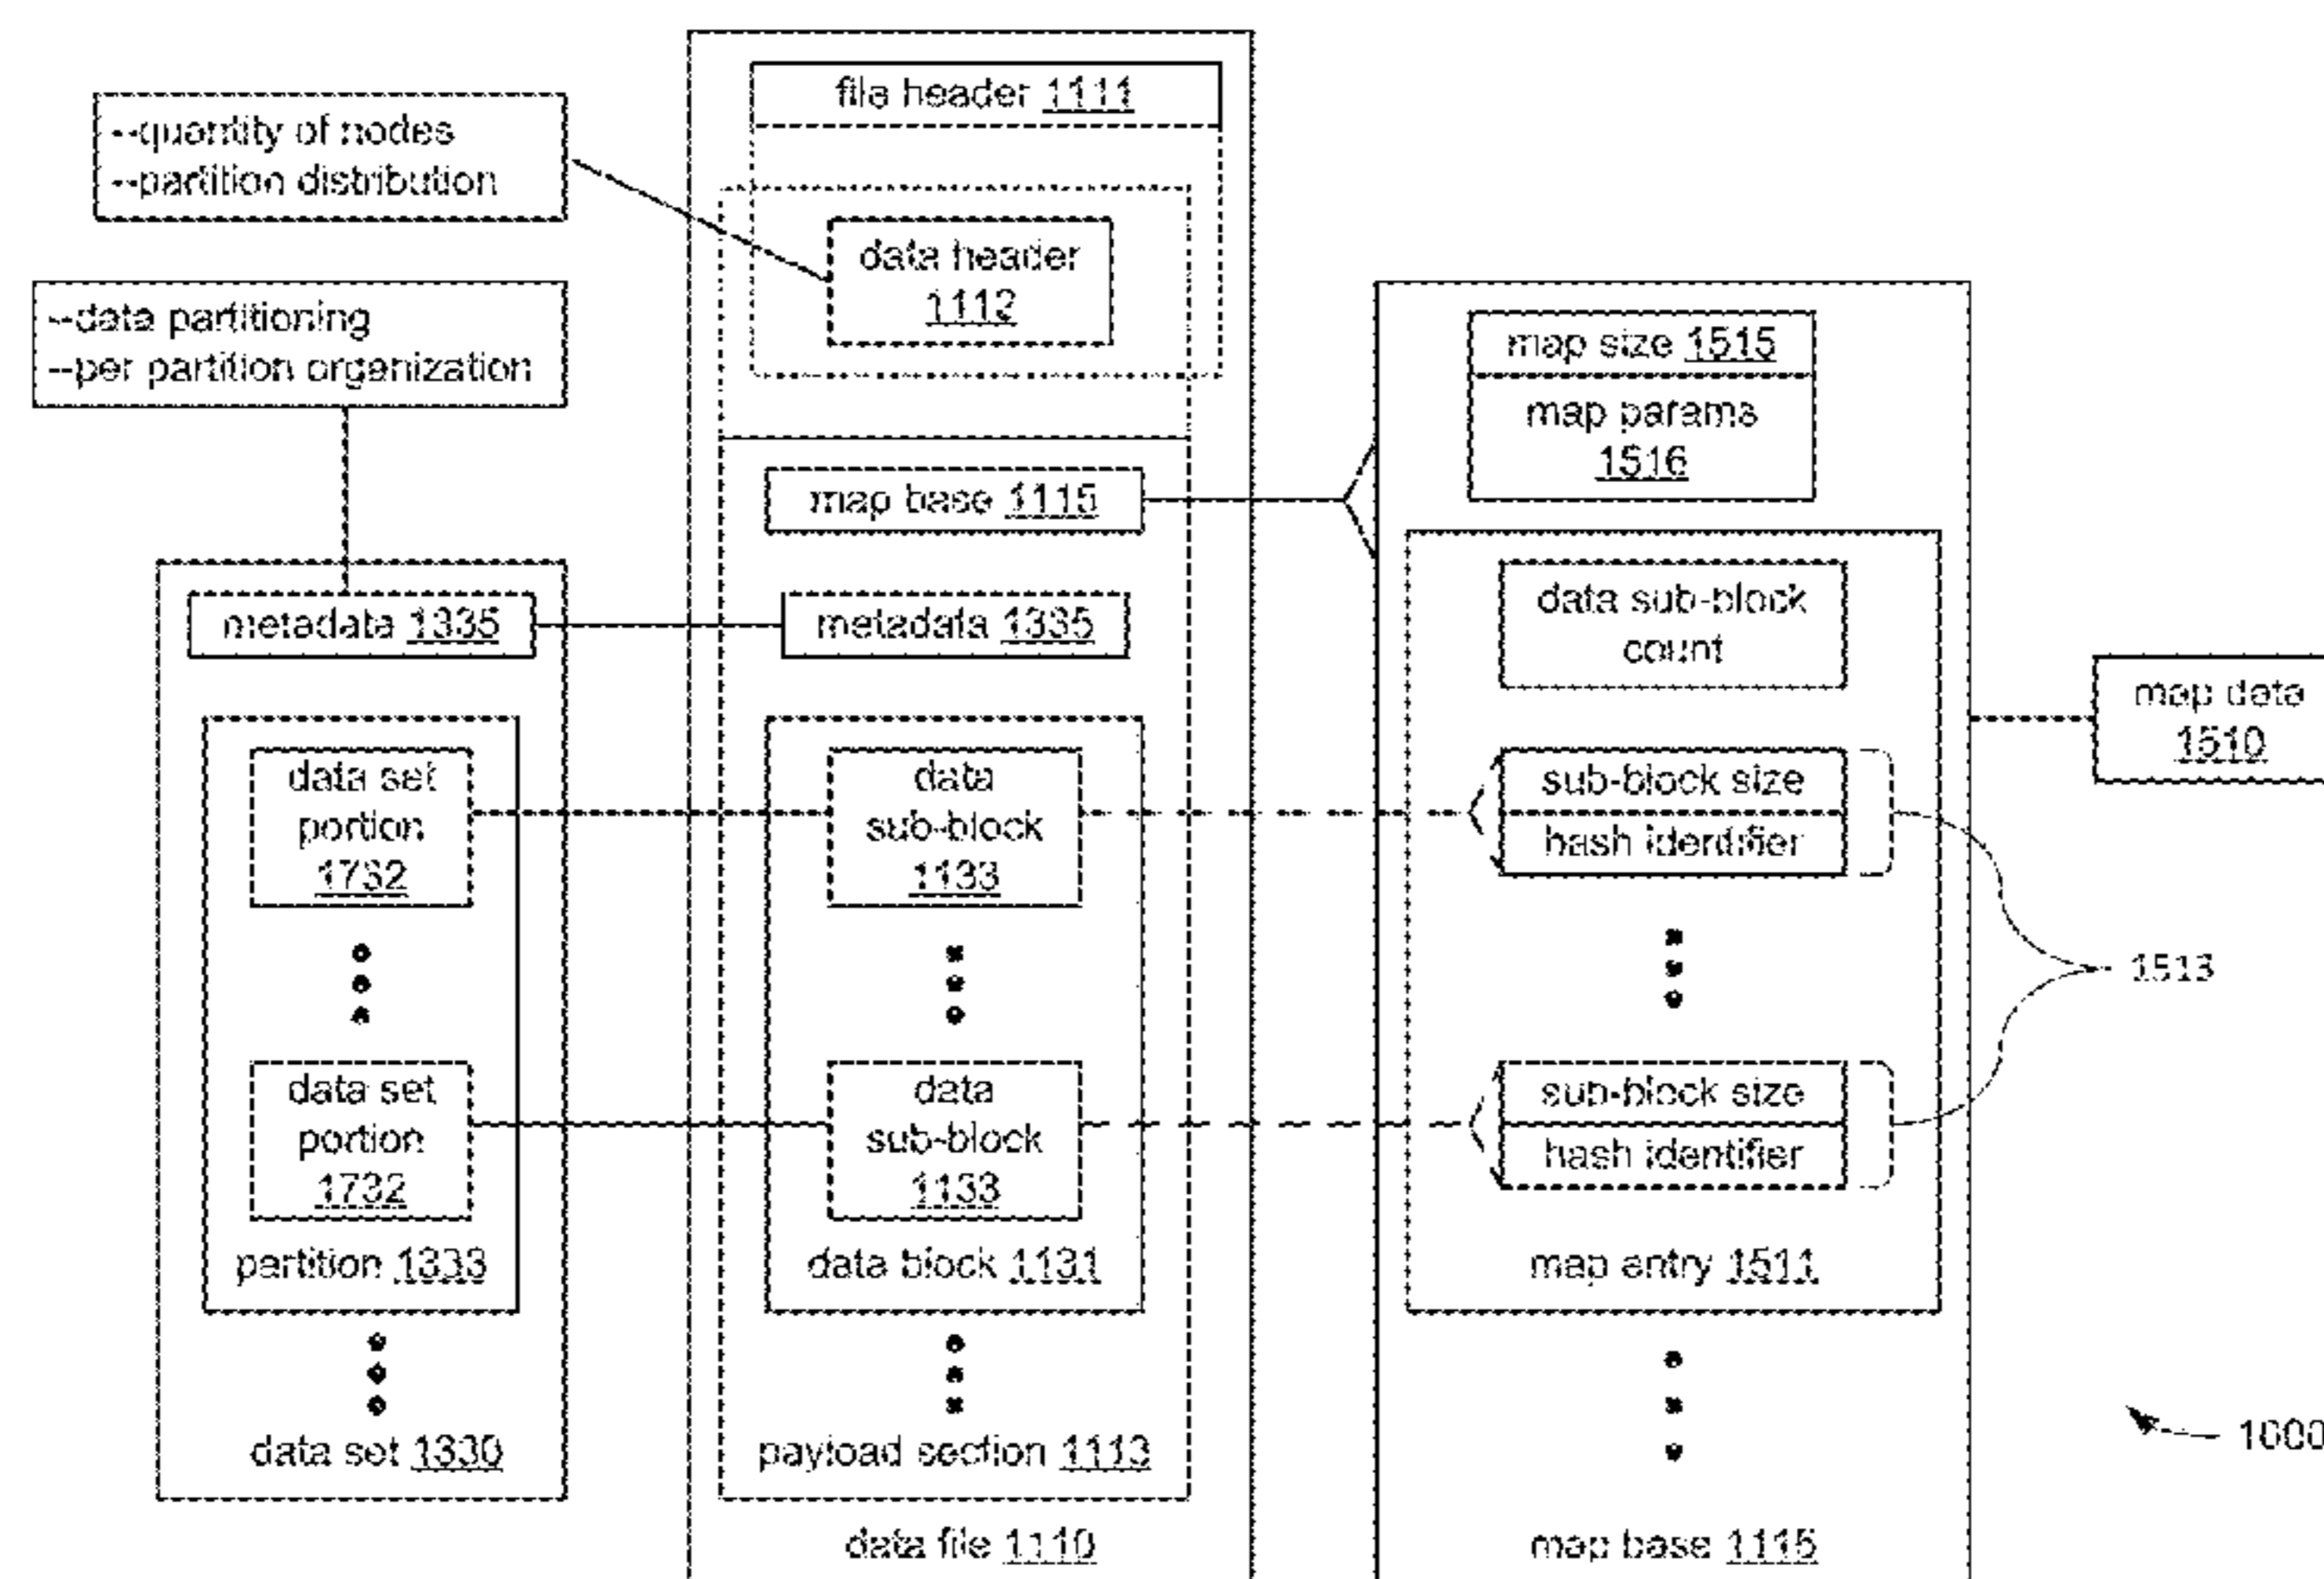 file header 1111
--quantity of nodes
--partition distribution
data header
1112
--data partitioning
--per partition organization
map size 1515
map params
1516
map base 1115
data sub-block
count
metadata 1335
metadata 1335
map data
1510
data set
portion
1732
data
sub-block
1133
sub-block size
hash identifier
1513
data set
portion
1732
data
sub-block
1133
sub-block size
hash identifier
partition 1333
data block 1131
map entry 1511
data set 1330
payload section 1113
1000
data file 1110
map base 1115